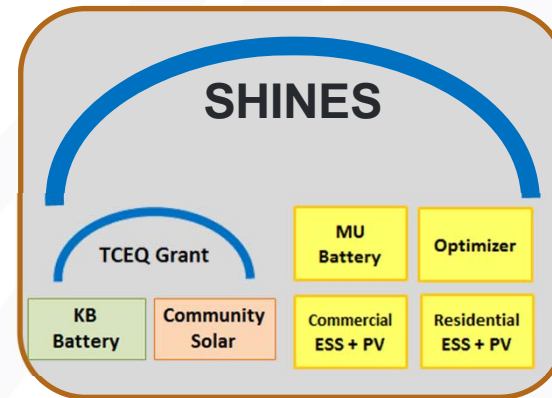 SHINES
TCEQ Grant
KB
Battery
Community
Solar
MU
Battery
Optimizer
Commercial
ESS + PV
Residential
ESS + PV